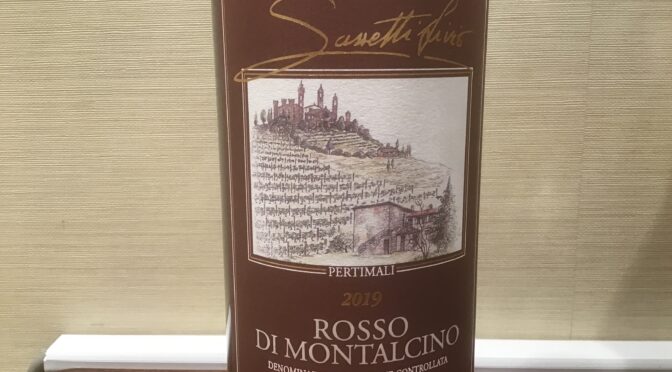 Sassetti Livio
PERTIMALI
2019
ROSSO
DI MONTALCINO
CONTROLLATA